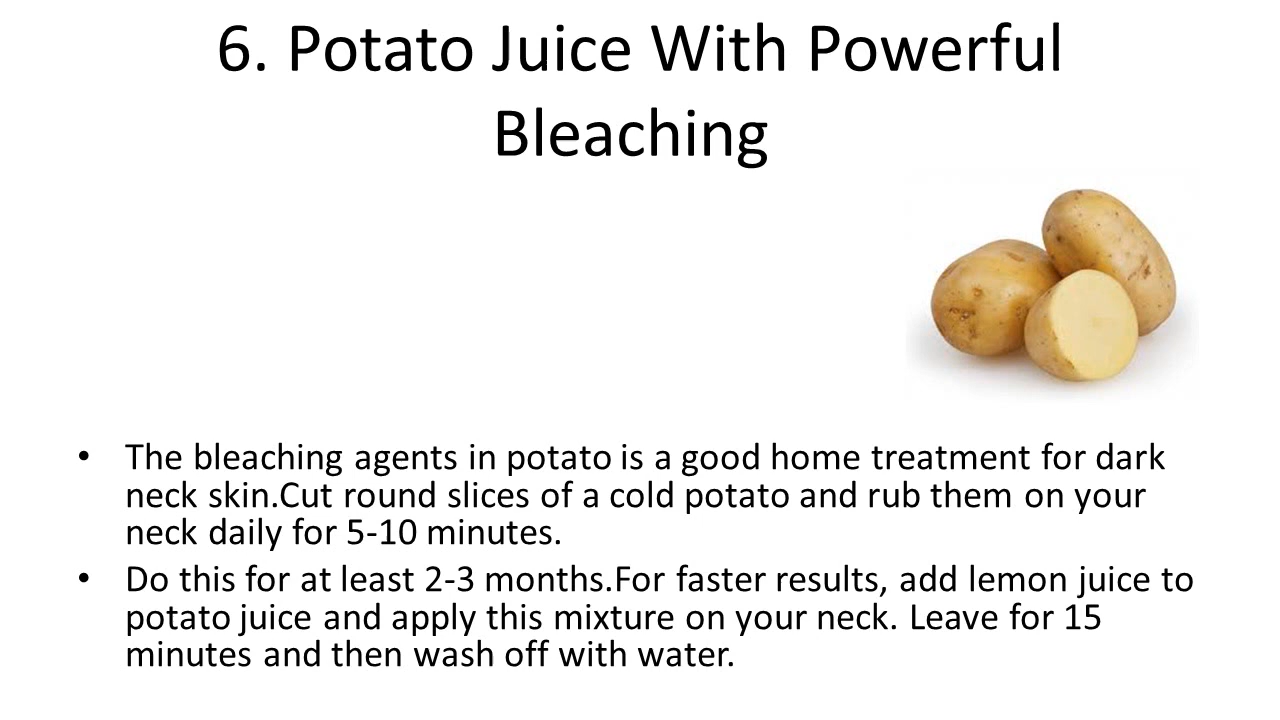 6. Potato Juice With Powerful
Bleaching
• The bleaching agents in potato is a good home treatment for dark
neck skin.Cut round slices of a cold potato and rub them on your
neck daily for 5-10 minutes.
• Do this for at least 2-3 months.For faster results, add lemon juice to
potato juice and apply this mixture on your neck. Leave for 15
minutes and then wash off with water.